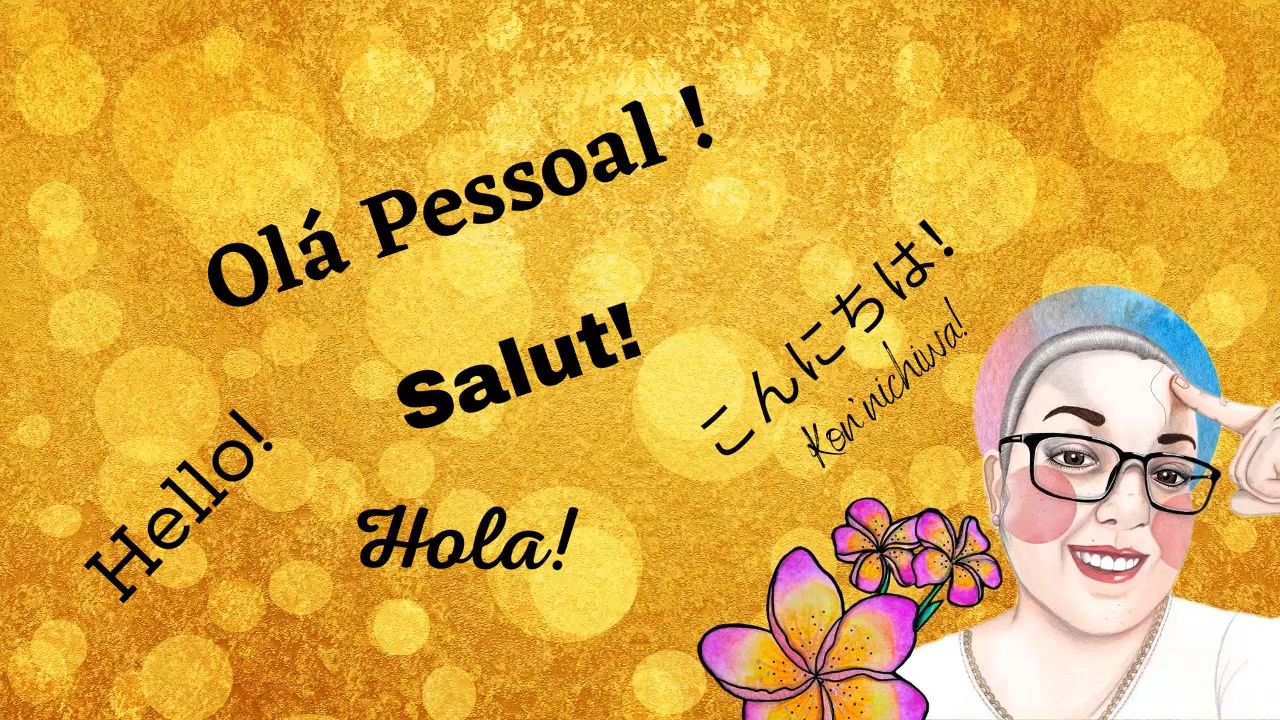 Olá Pessoal !
Salut!
こんにちは!
Kon'nichiwa!
Hello!
Hola!